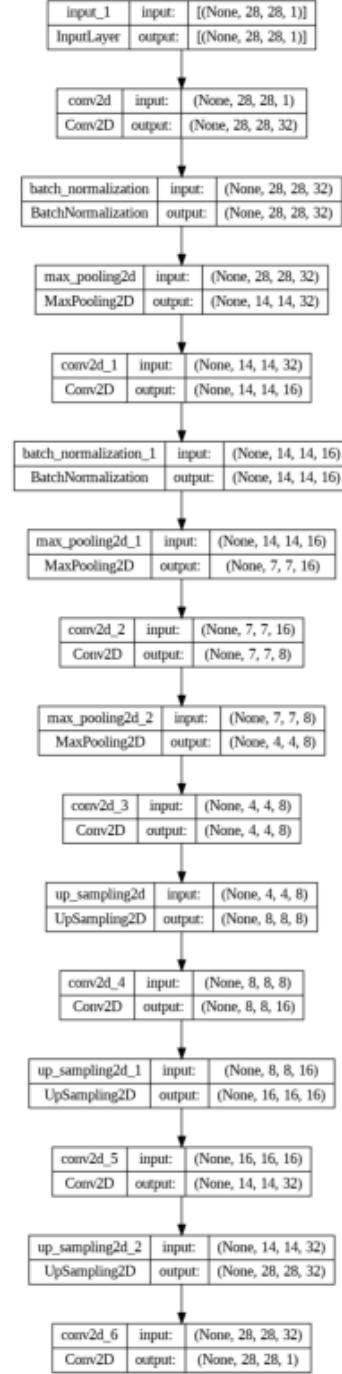 input_1 input: [(None, 28, 28, 1)]
InputLayer output: [(None, 28, 28, 1)]
conv2d input: (None, 28, 28, 1)
Conv2D output: (None, 28, 28, 32)
batch_normalization input: (None, 28, 28, 32)
BatchNormalization output: (None, 28, 28, 32)
max_pooling2d input: (None, 28, 28, 32)
MaxPooling2D output: (None, 14, 14, 32)
conv2d_1 input: (None, 14, 14, 32)
Conv2D output: (None, 14, 14, 16)
batch_normalization_1 input: (None, 14, 14, 16)
BatchNormalization output: (None, 14, 14, 16)
max_pooling2d_1 input: (None, 14, 14, 16)
MaxPooling2D output: (None, 7, 7, 16)
conv2d_2 input: (None, 7, 7, 16)
Conv2D output: (None, 7, 7, 8)
max_pooling2d_2 input: (None, 7, 7, 8)
MaxPooling2D output: (None, 4, 4, 8)
conv2d_3 input: (None, 4, 4, 8)
Conv2D output: (None, 4, 4, 8)
up_sampling2d input: (None, 4, 4, 8)
UpSampling2D output: (None, 8, 8, 8)
conv2d_4 input: (None, 8, 8, 8)
Conv2D output: (None, 8, 8, 16)
up_sampling2d_1 input: (None, 8, 8, 16)
UpSampling2D output: (None, 16, 16, 16)
conv2d_5 input: (None, 16, 16, 16)
Conv2D output: (None, 14, 14, 32)
up_sampling2d_2 input: (None, 14, 14, 32)
UpSampling2D output: (None, 28, 28, 32)
conv2d_6 input: (None, 28, 28, 32)
Conv2D output: (None, 28, 28, 1)